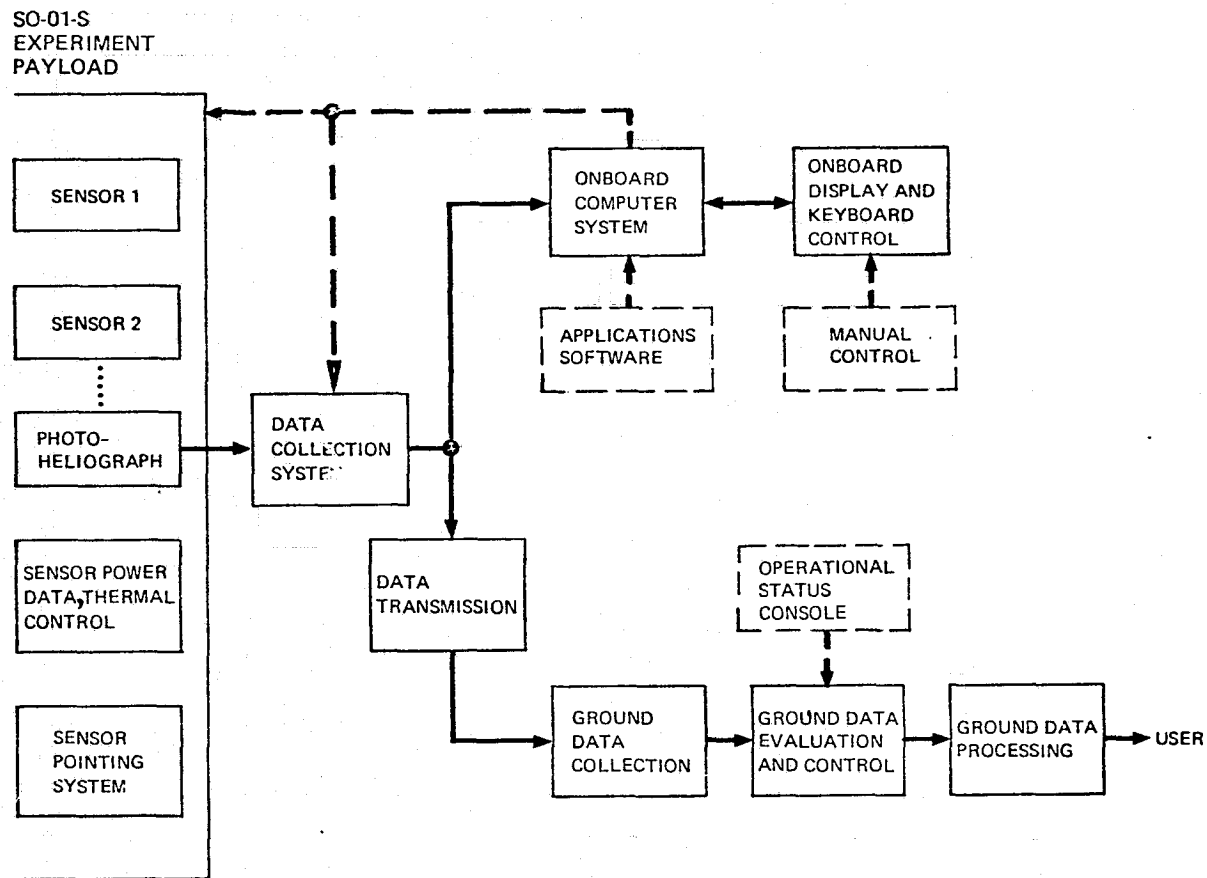 SO-01-S
EXPERIMENT
PAYLOAD
SENSOR 1
SENSOR 2
PHOTO-
HELIOGRAPH
SENSOR POWER
DATA, THERMAL
CONTROL
SENSOR
POINTING
SYSTEM
DATA
COLLECTION
SYSTEM
ONBOARD
COMPUTER
SYSTEM
ONBOARD
DISPLAY AND
KEYBOARD
CONTROL
APPLICATIONS
SOFTWARE
MANUAL
CONTROL
DATA
TRANSMISSION
OPERATIONAL
STATUS
CONSOLE
GROUND
DATA
COLLECTION
GROUND DATA
EVALUATION
AND CONTROL
GROUND DATA
PROCESSING
USER